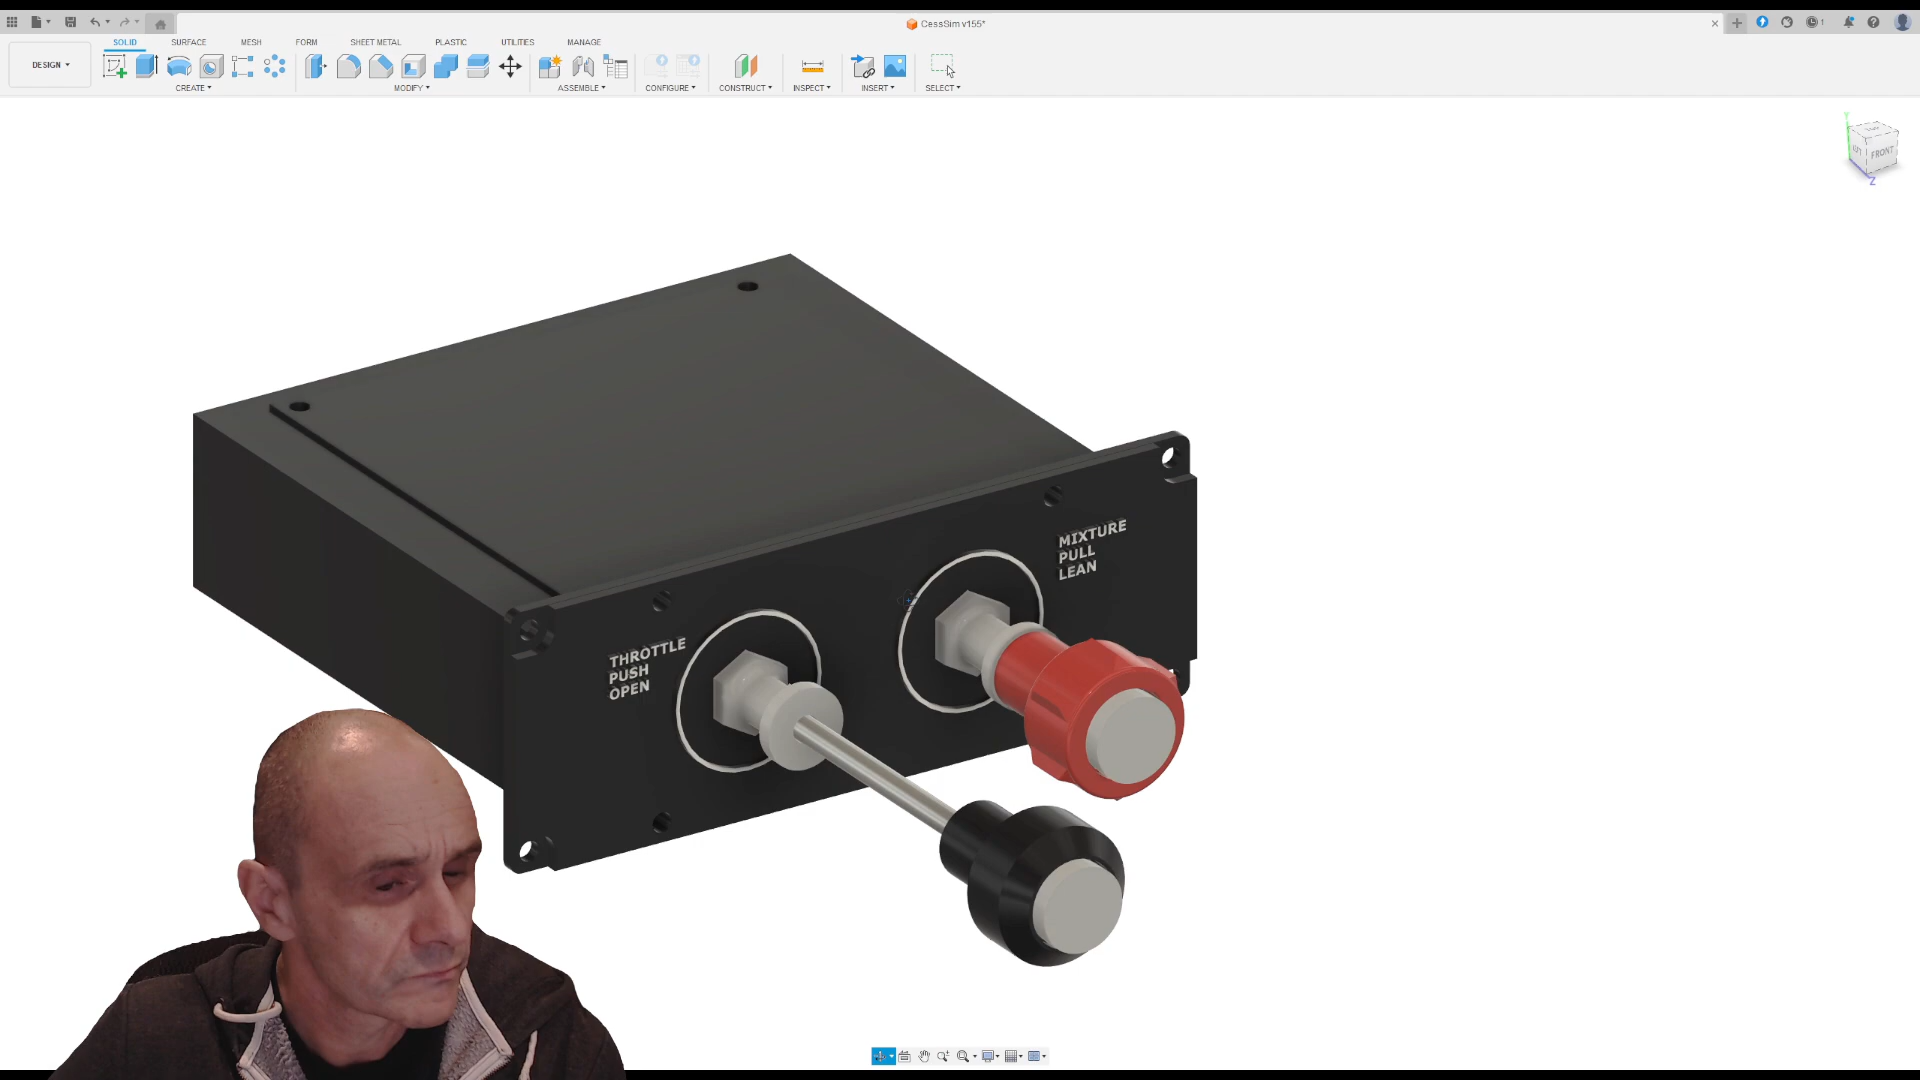 CessSim v155*
1
SOLID
SURFACE
MESH
FORM
SHEET METAL
PLASTIC
UTILITIES
MANAGE
DESIGN
CREATE
MODIFY
ASSEMBLE
CONFIGURE
CONSTRUCT
INSPECT
INSERT
SELECT
Y
FRONT
Z
MIXTURE
PULL
LEAN
THROTTLE
PUSH
OPEN